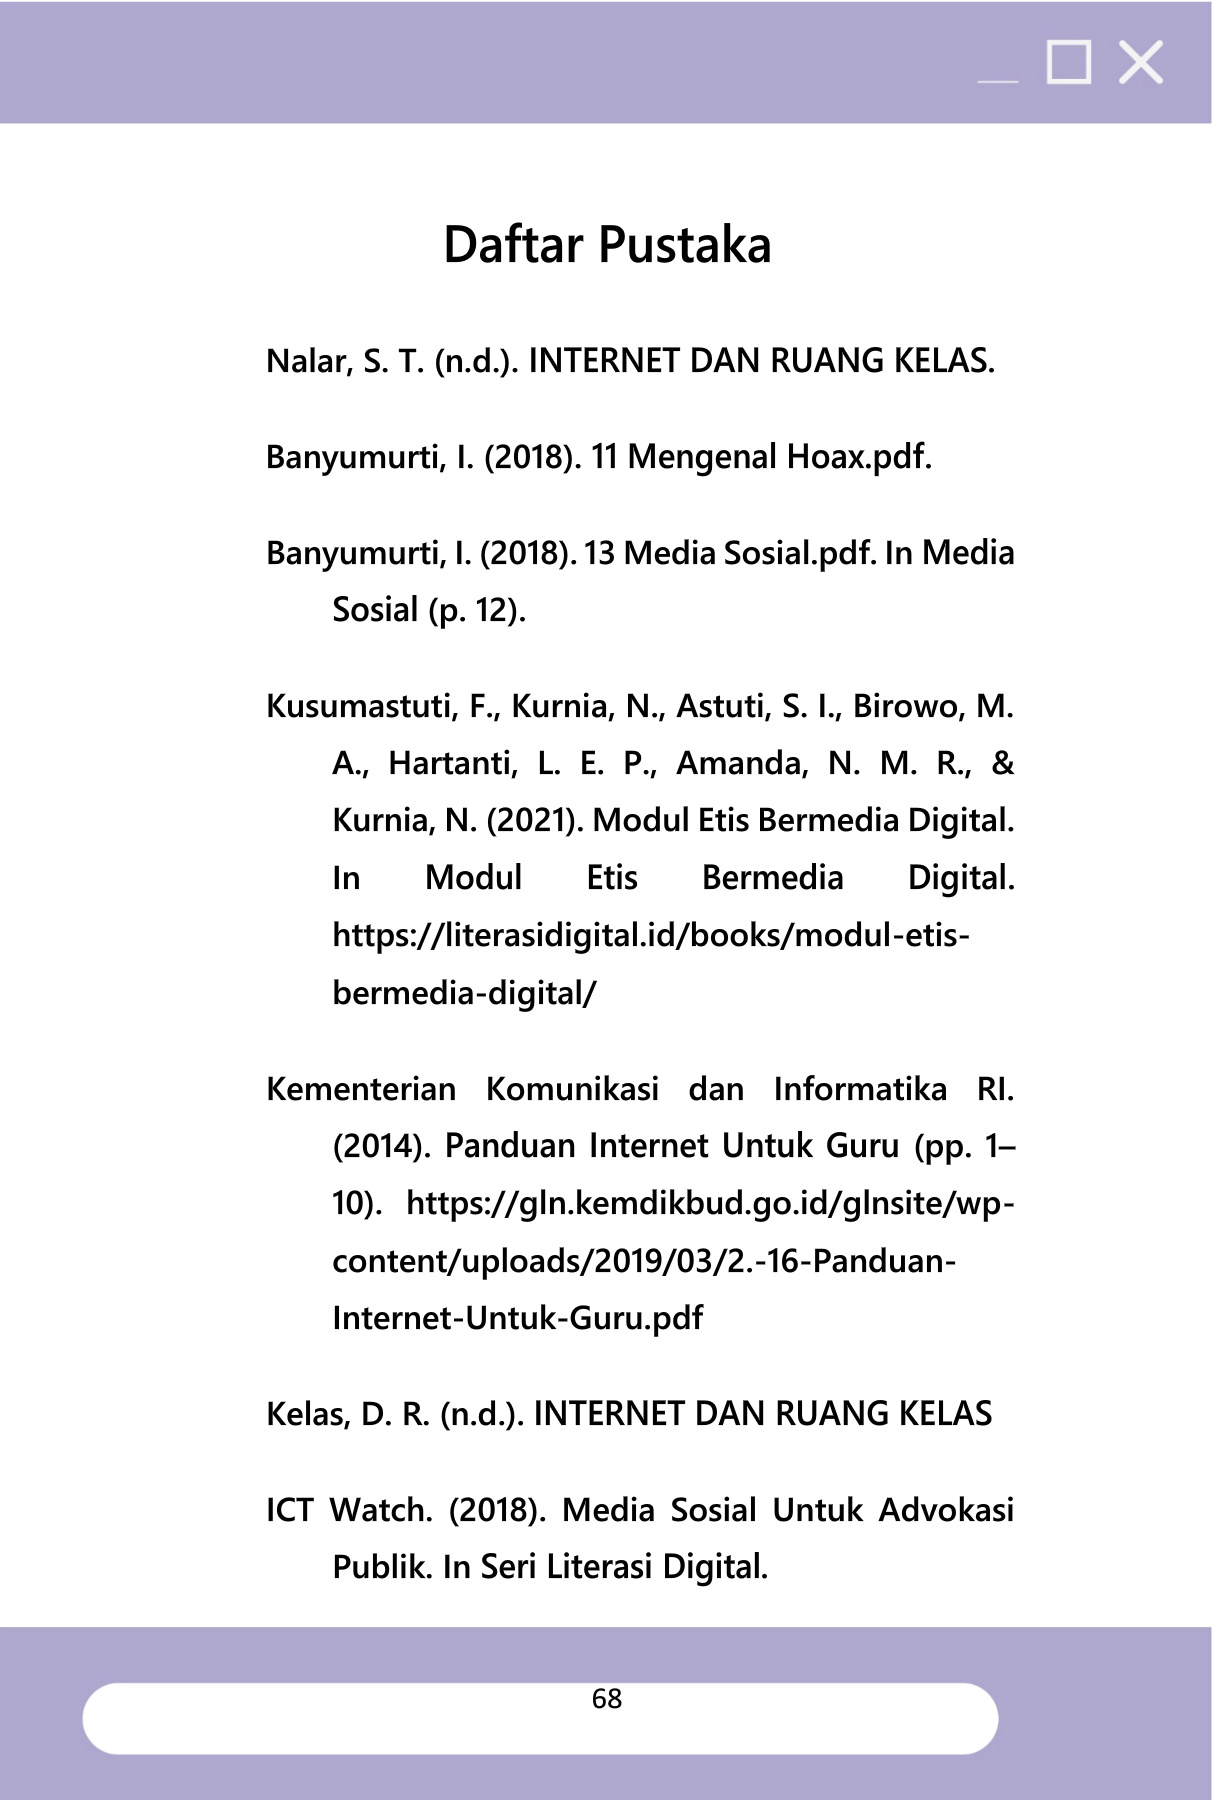 Daftar Pustaka
Nalar, S. T. (n.d.). INTERNET DAN RUANG KELAS.
Banyumurti, I. (2018). 11 Mengenal Hoax.pdf.
Banyumurti, I. (2018). 13 Media Sosial.pdf. In Media
Sosial (p. 12).
Kusumastuti, F., Kurnia, N., Astuti, S. I., Birowo, M.
A., Hartanti, L. E. P., Amanda, N. M. R., &
Kurnia, N. (2021). Modul Etis Bermedia Digital.
In Modul Etis Bermedia Digital.
https://literasidigital.id/books/modul-etis-
bermedia-digital/
Kementerian Komunikasi dan Informatika RI.
(2014). Panduan Internet Untuk Guru (pp. 1–
10). https://gln.kemdikbud.go.id/glnsite/wp-
content/uploads/2019/03/2.-16-Panduan-
Internet-Untuk-Guru.pdf
Kelas, D. R. (n.d.). INTERNET DAN RUANG KELAS
ICT Watch. (2018). Media Sosial Untuk Advokasi
Publik. In Seri Literasi Digital.
68